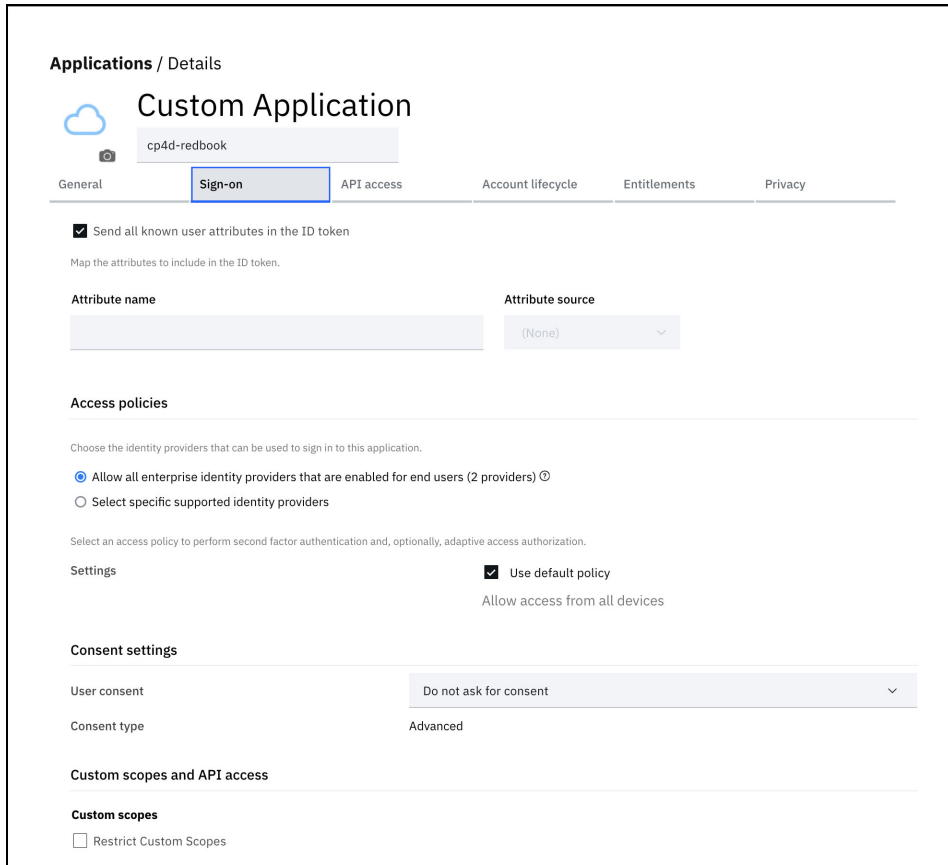 Applications / Details
Custom Application
cp4d-redbook
General Sign-on API access Account lifecycle Entitlements Privacy
Send all known user attributes in the ID token
Map the attributes to include in the ID token.
Attribute name Attribute source
(None)
Access policies
Choose the identity providers that can be used to sign in to this application.
Allow all enterprise identity providers that are enabled for end users (2 providers)
Select specific supported identity providers
Select an access policy to perform second factor authentication and, optionally, adaptive access authorization.
Settings Use default policy
Allow access from all devices
Consent settings
User consent Do not ask for consent
Consent type Advanced
Custom scopes and API access
Custom scopes
Restrict Custom Scopes